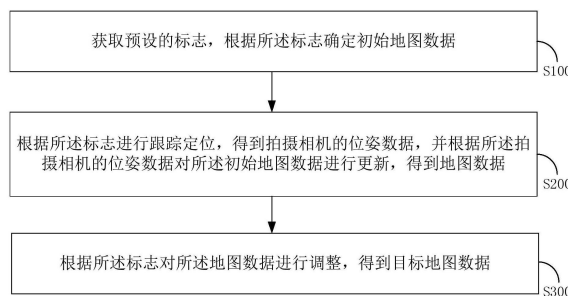 获取预设的标志，根据所述标志确定初始地图数据
S100
根据所述标志进行跟踪定位，得到拍摄相机的位姿数据，并根据所述拍
摄相机的位姿数据对所述初始地图数据进行更新，得到地图数据
S200
根据所述标志对所述地图数据进行调整，得到目标地图数据
S300